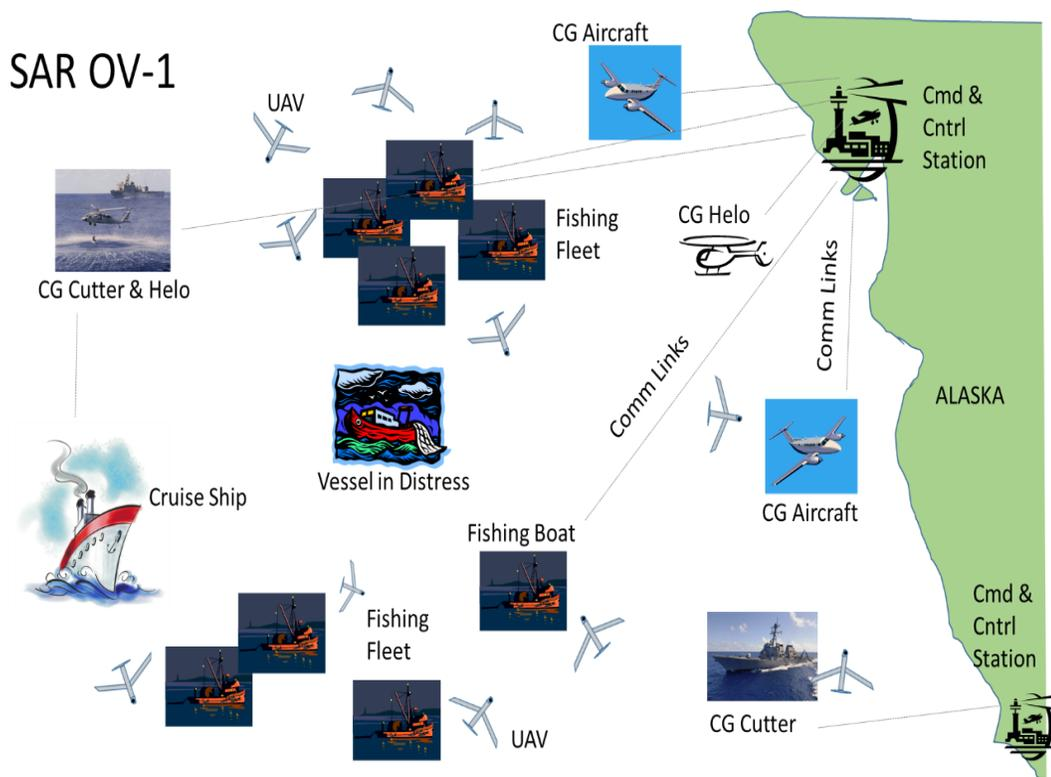 SAR OV-1
CG Aircraft
UAV
Cmd &
Cntrl
Station
Fishing
Fleet
CG Helo
CG Cutter & Helo
Comm Links
Comm Links
ALASKA
Vessel in Distress
Cruise Ship
CG Aircraft
Fishing Boat
Fishing
Fleet
Cmd &
Cntrl
Station
CG Cutter
UAV